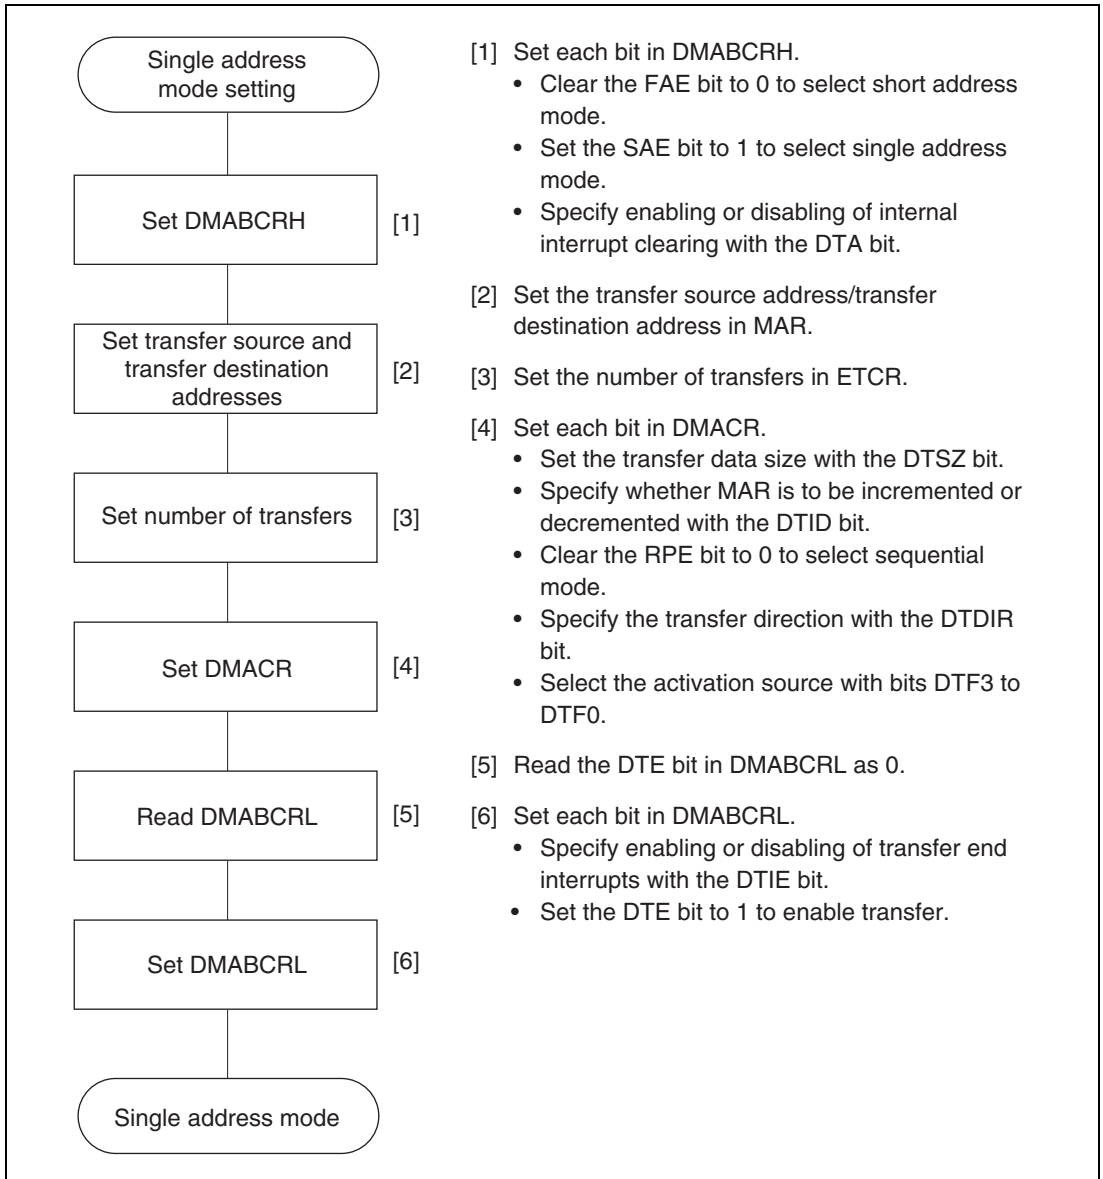 Single address
mode setting
Set DMABCRH
[1]
Set transfer source and
transfer destination
addresses
[2]
Set number of transfers
[3]
Set DMACR
[4]
Read DMABCRL
[5]
Set DMABCRL
[6]
Single address mode
[1] Set each bit in DMABCRH.
• Clear the FAE bit to 0 to select short address
mode.
• Set the SAE bit to 1 to select single address
mode.
• Specify enabling or disabling of internal
interrupt clearing with the DTA bit.
[2] Set the transfer source address/transfer
destination address in MAR.
[3] Set the number of transfers in ETCR.
[4] Set each bit in DMACR.
• Set the transfer data size with the DTSZ bit.
• Specify whether MAR is to be incremented or
decremented with the DTID bit.
• Clear the RPE bit to 0 to select sequential
mode.
• Specify the transfer direction with the DTDIR
bit.
• Select the activation source with bits DTF3 to
DTF0.
[5] Read the DTE bit in DMABCRL as 0.
[6] Set each bit in DMABCRL.
• Specify enabling or disabling of transfer end
interrupts with the DTIE bit.
• Set the DTE bit to 1 to enable transfer.